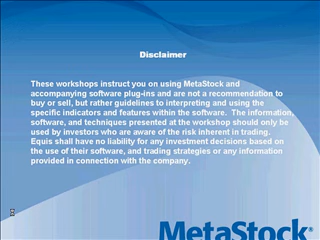 Disclaimer
These workshops instruct you on using MetaStock and
accompanying software plug-ins and are not a recommendation to
buy or sell, but rather guidelines to interpreting and using the
specific indicators and features within the software.  The information,
software, and techniques presented at the workshop should only be
used by investors who are aware of the risk inherent in trading.
Equis shall have no liability for any investment decisions based on
the use of their software, and trading strategies or any information
provided in connection with the company.
MetaStock®